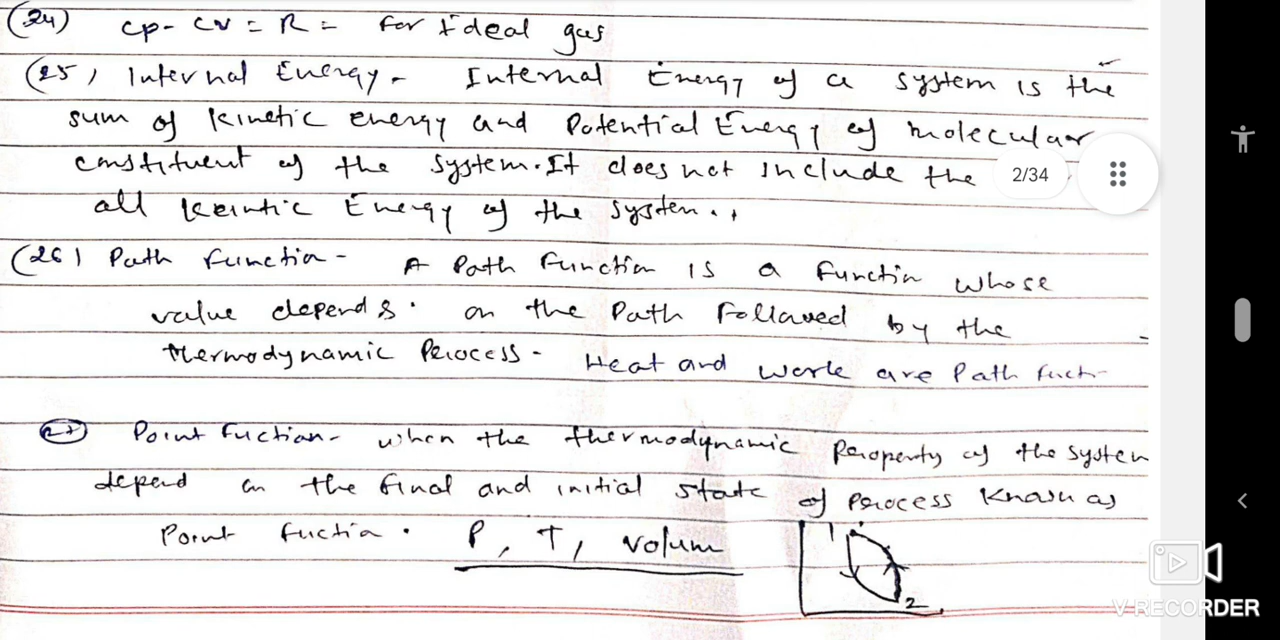 (24) Cp- Cv = R = For Ideal gas
(25) Internal Energy - Internal Energy of a system is the
sum of kinetic energy and Potential Energy of molecular
constituent of the system. It does not include the
all Keintic Energy of the system.
2/34
(26) Path Function - A Path Function is a Functin whose
value depends on the Path Followed by the
thermodynamic Process - Heat and work are Path Fuct-
27 Point Fuction - when the thermodynamic Property of the system
depend on the final and initial state of Process Known as
Point Fuctin. P, T, Volum
1
2
V RECORDER